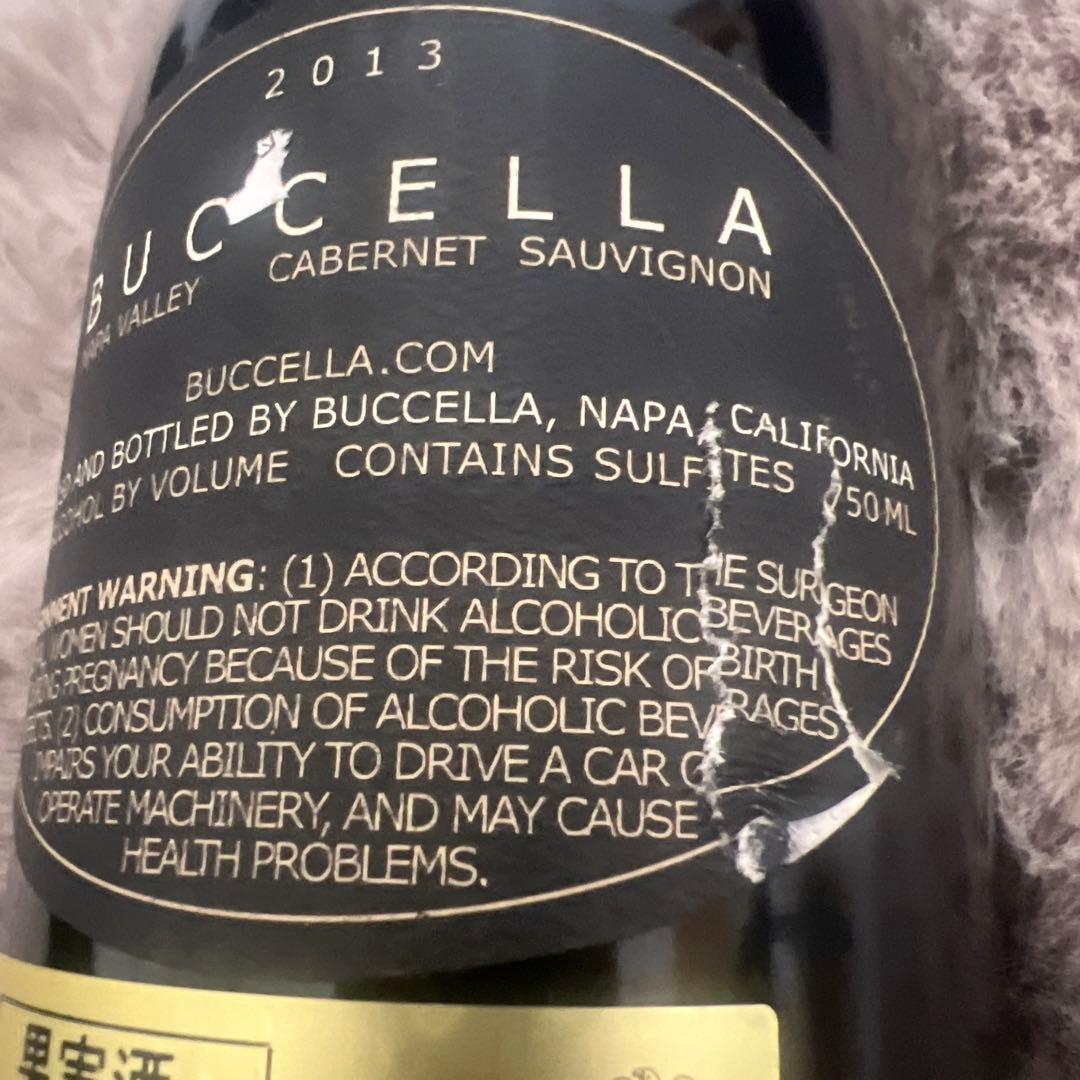 2013
BUCCELLA
NAPA VALLEY CABERNET SAUVIGNON
BUCCELLA.COM
AND BOTTLED BY BUCCELLA, NAPA, CALIFORNIA
ALCOHOL BY VOLUME CONTAINS SULFITES 750 ML
WARNING: (1) ACCORDING TO THE SURGEON
WOMEN SHOULD NOT DRINK ALCOHOLIC BEVERAGES
PREGNANCY BECAUSE OF THE RISK OF BIRTH
(2) CONSUMPTION OF ALCOHOLIC BEVERAGES
IMPAIRS YOUR ABILITY TO DRIVE A CAR
OPERATE MACHINERY, AND MAY CAUSE
HEALTH PROBLEMS.
果実酒